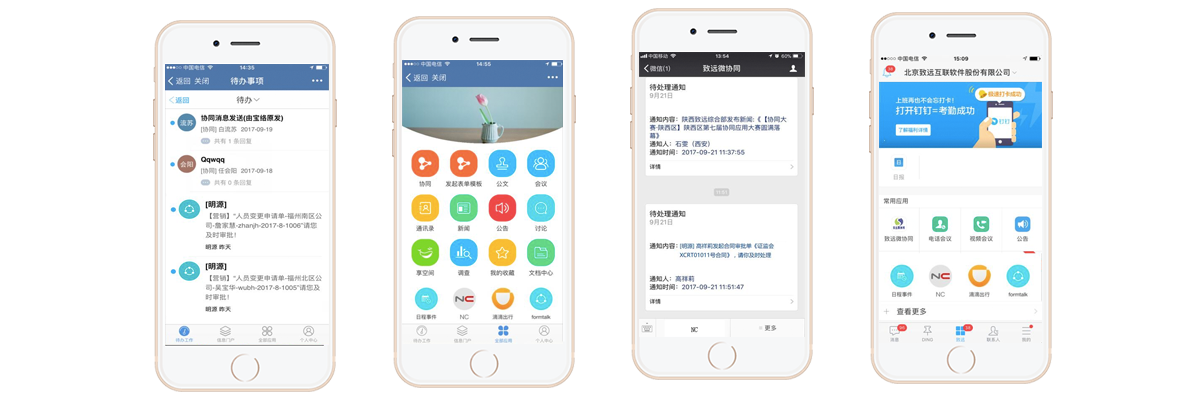 中国电信 14:35
返回 关闭 待办事项
返回 待办
流苏
协同消息发送(由宝络原发)
[协同] 白流苏 2017-09-19
共有 1 条回复
会阳
Qqwqq
[协同] 任会阳 2017-09-18
共有 0 条回复
[明源]
【营销】"人员变更申请单-福州南区公
司-詹家慧-zhanjh-2017-8-1006"请您
及时审批!
明源 昨天
[明源]
【营销】"人员变更申请单-福州北区公
司-吴宝华-wubh-2017-8-1005"请您及
时审批!
明源 昨天
待办工作 信息门户 全部应用 个人中心
中国电信 14:55
返回 关闭
协同 发起表单模板 公文 会议
通讯录 新闻 公告 讨论
享空间 调查 我的收藏 文档中心
NC
日程事件 NC 滴滴出行 formtalk
待办工作 信息门户 全部应用 个人中心
中国移动 13:54 60%
微信(1) 致远微协同
待处理通知
9月21日
通知内容: 陕西致远综合部发布新闻:《【协同大
赛·陕西区】陕西区第七届协同应用大赛圆满落
幕》
通知人: 石雯（西安）
通知时间: 2017-09-21 11:37:55
详情
待处理通知
9月21日
通知内容: [明源] 高祥莉发起合同审批单《证监会
XCRT01011号合同》，请你及时处理
通知人: 高祥莉
通知时间: 2017-09-21 11:51:47
详情
NC 更多
中国电信 15:09
北京致远互联软件股份有限公司
上班再也不会忘打卡!
打开钉钉=考勤成功
了解福利详情
极速打卡成功
钉钉
日报
常用应用
致远微协同 电话会议 视频会议 公告
NC
日程事件 NC 滴滴出行 formtalk
查看更多
消息 DING 致远 联系人 我的